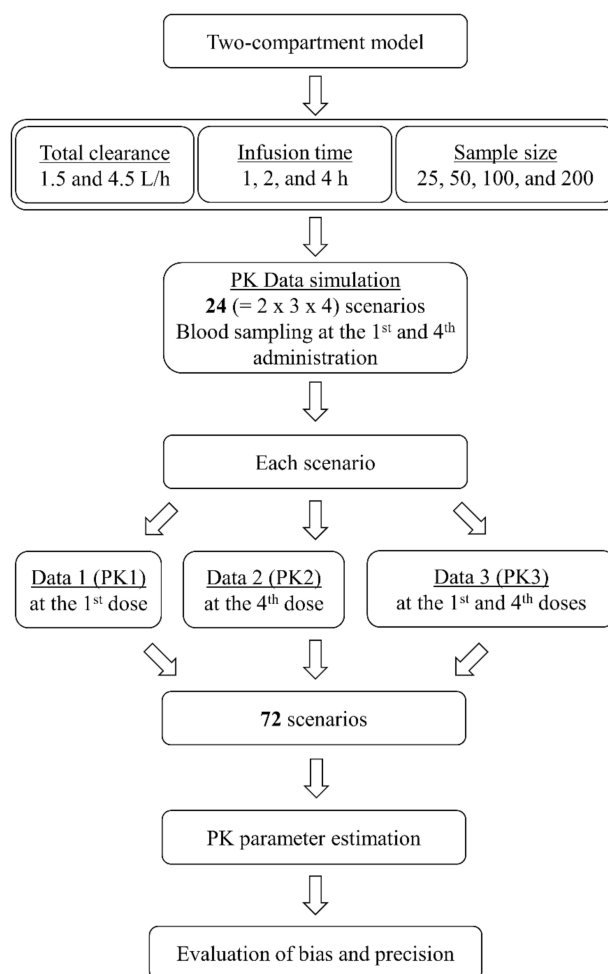 Two-compartment model
Total clearance
1.5 and 4.5 L/h
Infusion time
1, 2, and 4 h
Sample size
25, 50, 100, and 200
PK Data simulation
24 (= 2 x 3 x 4) scenarios
Blood sampling at the 1st and 4th
administration
Each scenario
Data 1 (PK1)
at the 1st dose
Data 2 (PK2)
at the 4th dose
Data 3 (PK3)
at the 1st and 4th doses
72 scenarios
PK parameter estimation
Evaluation of bias and precision